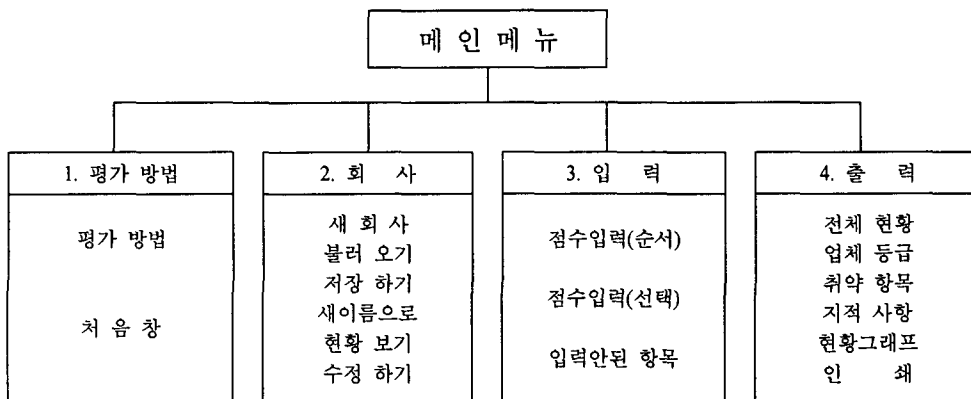 메 인 메 뉴
1. 평가 방법
평가 방법
처 음 창
2. 회 사
새 회 사
불러 오기
저장 하기
새이름으로
현황 보기
수정 하기
3. 입 력
점수입력(순서)
점수입력(선택)
입력안된 항목
4. 출 력
전체 현황
업체 등급
취약 항목
지적 사항
현황그래프
인 쇄